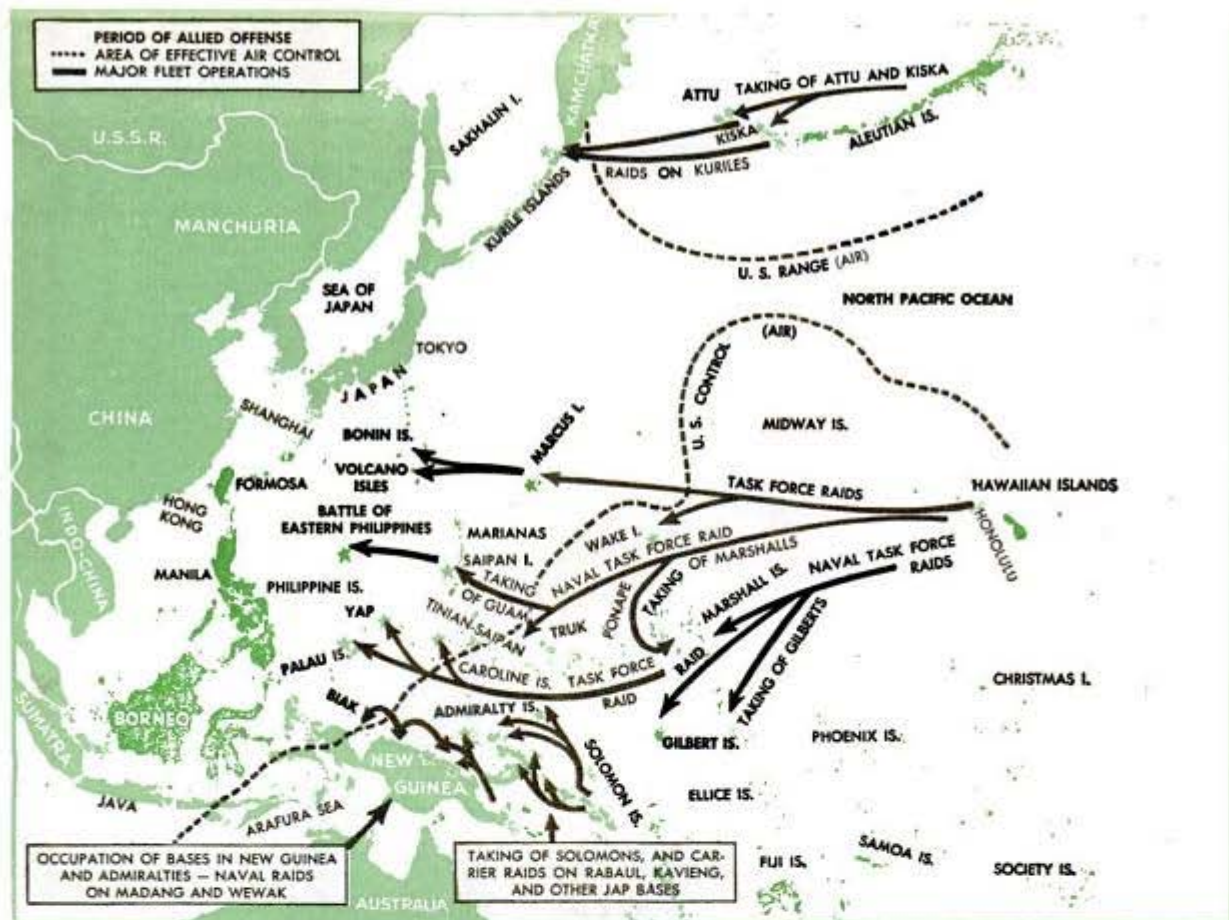 PERIOD OF ALLIED OFFENSE
AREA OF EFFECTIVE AIR CONTROL
MAJOR FLEET OPERATIONS
KAMCHATKA
ATTU
TAKING OF ATTU AND KISKA
KISKA
ALEUTIAN IS.
RAIDS ON KURILES
U.S.S.R.
SAKHALIN I.
KURILE ISLANDS
MANCHURIA
U. S. RANGE (AIR)
SEA OF
JAPAN
NORTH PACIFIC OCEAN
TOKYO
JAPAN
(AIR)
U. S. CONTROL
CHINA
SHANGHAI
MIDWAY IS.
BONIN IS.
MARCUS I.
VOLCANO
ISLES
FORMOSA
TASK FORCE RAIDS
HAWAIIAN ISLANDS
HONOLULU
HONG
KONG
BATTLE OF
EASTERN PHILIPPINES
MARIANAS
WAKE I.
INDO-CHINA
SAIPAN I.
NAVAL TASK FORCE RAID
TAKING
OF MARSHALLS
NAVAL TASK FORCE
RAIDS
MANILA
PHILIPPINE IS.
TAKING
OF GUAM
TINIAN-SAIPAN
PONAPE
MARSHALL IS.
YAP
TRUK
TAKING OF GILBERTS
PALAU IS.
CAROLINE IS.
TASK FORCE
RAID
RAID
CHRISTMAS I.
BIAK
ADMIRALTY IS.
SUMATRA
BORNEO
GILBERT IS.
PHOENIX IS.
NEW
GUINEA
SOLOMON IS.
ELLICE IS.
JAVA
ARAFURA SEA
OCCUPATION OF BASES IN NEW GUINEA
AND ADMIRALTIES — NAVAL RAIDS
ON MADANG AND WEWAK
TAKING OF SOLOMONS, AND CAR-
RIER RAIDS ON RABAUL, KAVIENG,
AND OTHER JAP BASES
FIJI IS.
SAMOA IS.
SOCIETY IS.
AUSTRALIA